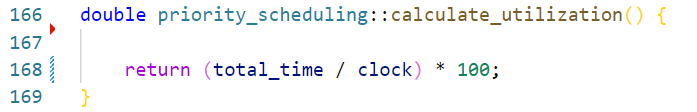 166 double priority_scheduling::calculate_utilization() {
167
168     return (total_time / clock) * 100;
169 }